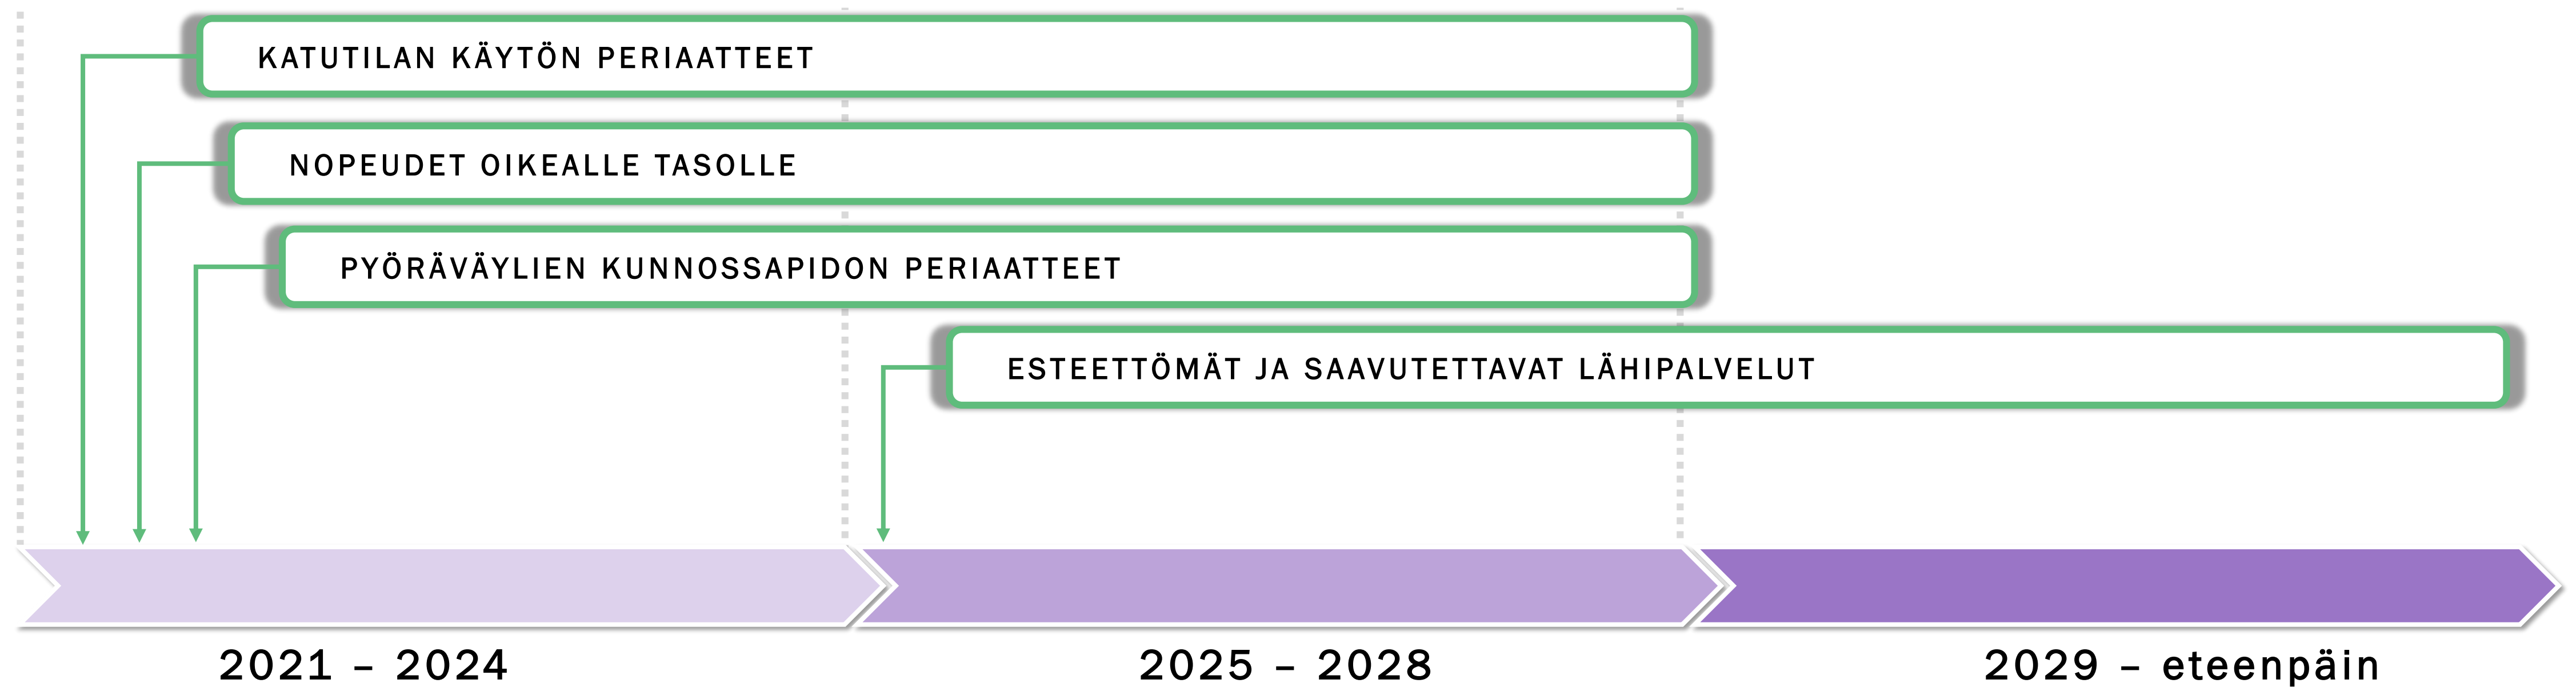 KATUTILAN KÄYTÖN PERIAATTEET
NOPEUDET OIKEALLE TASOLLE
PYÖRÄVÄYLIEN KUNNOSSAPIDON PERIAATTEET
ESTEETTÖMÄT JA SAAVUTETTAVAT LÄHIPALVELUT
2021 – 2024
2025 – 2028
2029 – eteenpäin